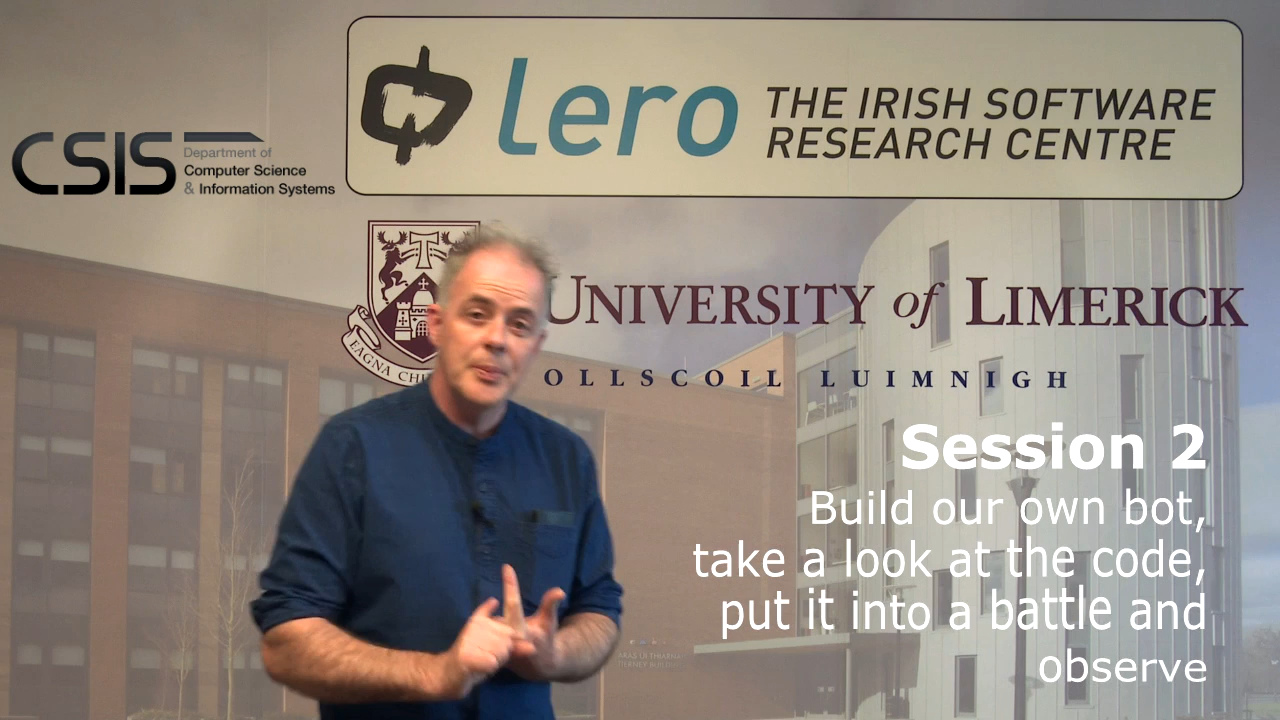 lero
THE IRISH SOFTWARE
RESEARCH CENTRE
CSIS
Department of
Computer Science
& Information Systems
UNIVERSITY of LIMERICK
EAGNA
OLLSCOIL LUIMNIGH
Session 2
Build our own bot,
take a look at the code,
put it into a battle and
observe